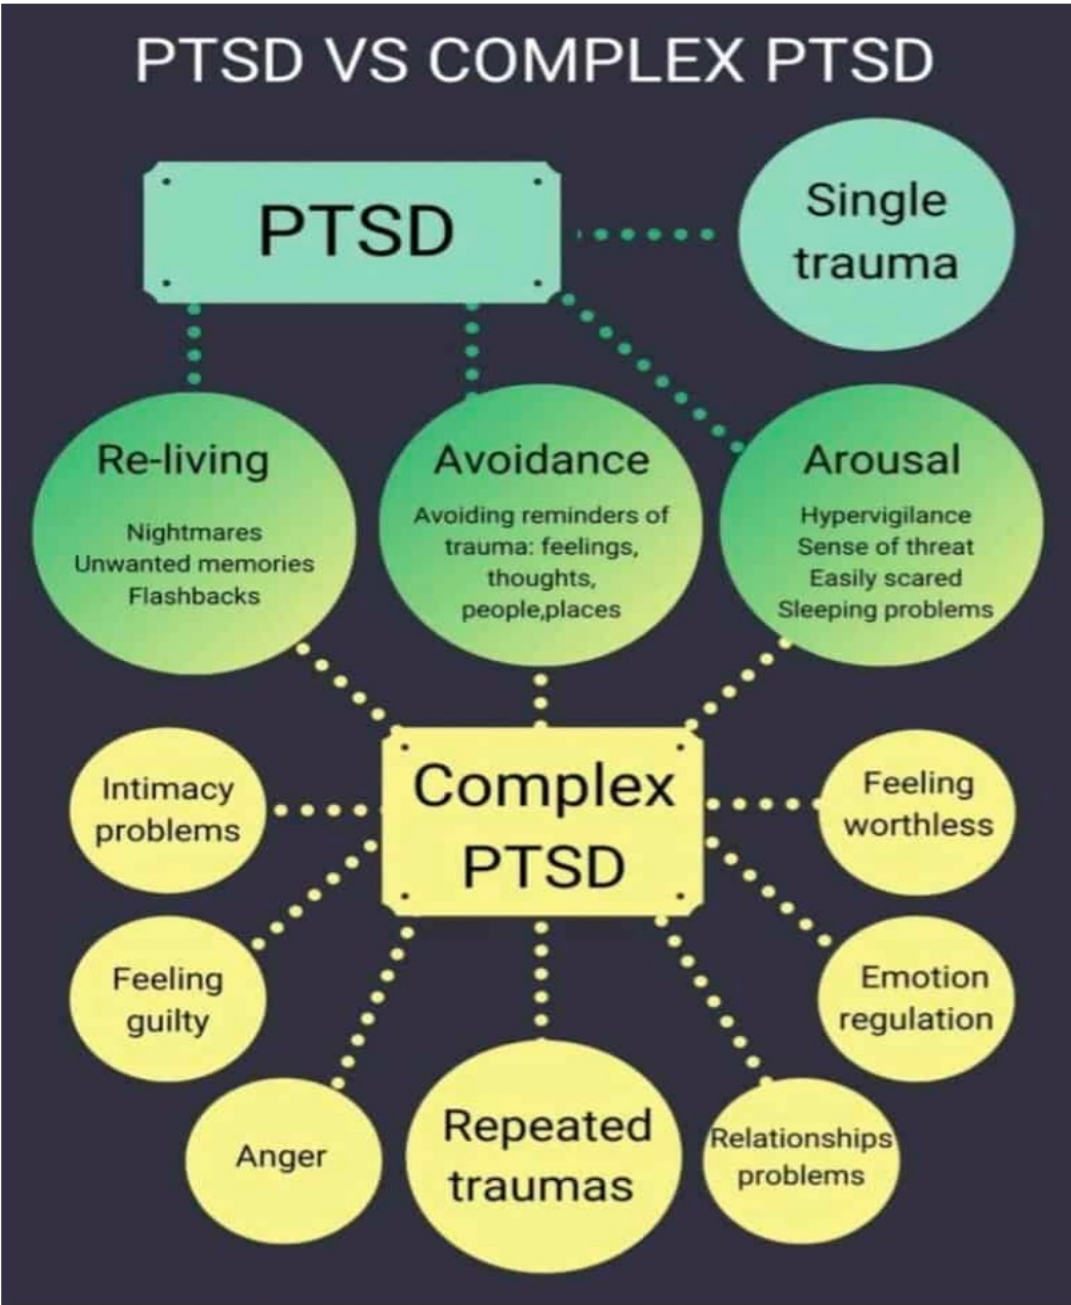 PTSD VS COMPLEX PTSD
PTSD
Single
trauma
Re-living
Nightmares
Unwanted memories
Flashbacks
Avoidance
Avoiding reminders of
trauma: feelings,
thoughts,
people,places
Arousal
Hypervigilance
Sense of threat
Easily scared
Sleeping problems
Complex
PTSD
Intimacy
problems
Feeling
worthless
Feeling
guilty
Emotion
regulation
Anger
Repeated
traumas
Relationships
problems